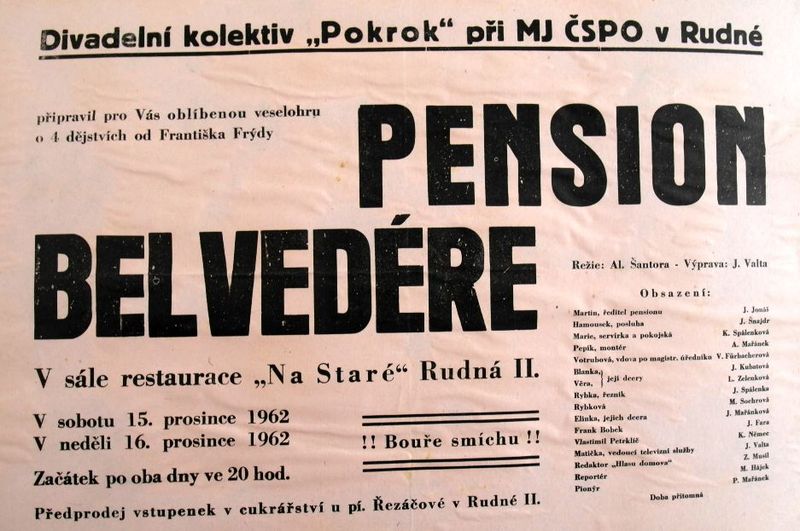 Divadelní kolektiv „Pokrok“ při MJ ČSPO v Rudné
připravil pro Vás oblíbenou veselohru
o 4 dějstvích od Františka Frýdy
PENSION
BELVEDÉRE
V sále restaurace „Na Staré“ Rudná II.
V sobotu 15. prosince 1962
V neděli 16. prosince 1962
Začátek po oba dny ve 20 hod.
!! Bouře smíchu !!
Předprodej vstupenek v cukrářství u pí. Řezáčové v Rudné II.
Režie: Al. Šantora - Výprava: J. Valta
Obsazení:
Martin, ředitel pensionu J. Jonáš
Hamousek, posluha J. Šnajdr
Marie, servírka a pokojská K. Spálenková
Pepík, montér A. Mařánek
Votrubová, vdova po magistr. úředníku V. Fürbacherová
Blanka, J. Kubatová
Věra, } její dcery L. Zelenková
Rybka, řezník J. Spálenka
Rybková M. Sochrová
Elinka, jejich dcera J. Mařánková
Frank Bobek J. Fara
Vlastimil Petrklíč K. Němec
Matička, vedoucí televizní služby J. Valta
Redaktor „Hlasu domova“ Z. Musil
Reportér M. Hájek
Pionýr P. Mařánek
Doba přítomná